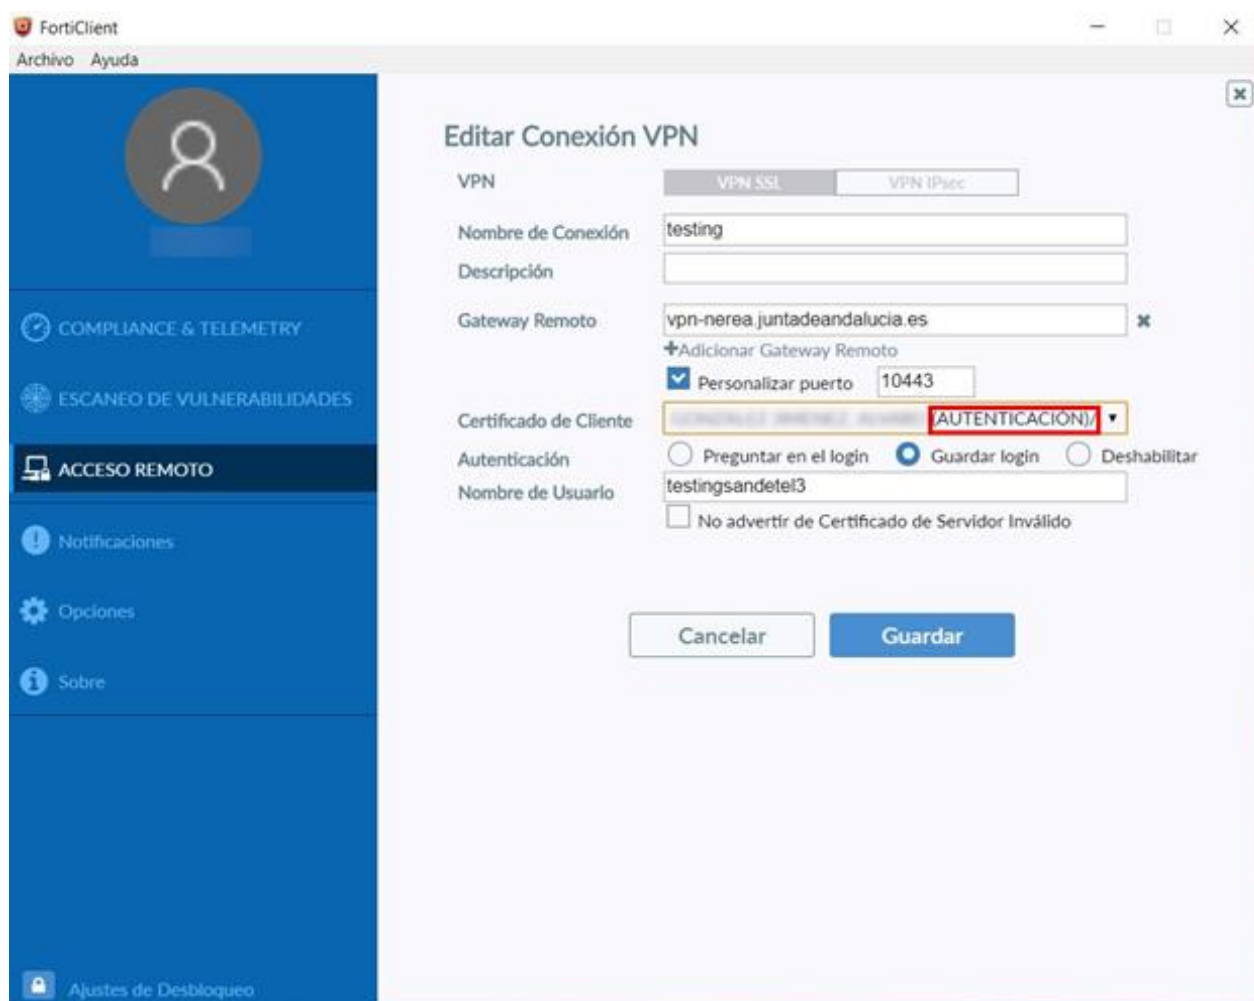 FortiClient
Archivo Ayuda
Editar Conexión VPN
VPN VPN SSL VPN IPsec
Nombre de Conexión testing
Descripción
Gateway Remoto vpn-nerea.juntadeandalucia.es
+Adicionar Gateway Remoto
Personalizar puerto 10443
Certificado de Cliente (AUTENTICACIÓN)/
Autenticación Preguntar en el login Guardar login Deshabilitar
Nombre de Usuario testingsandetel3
No advertir de Certificado de Servidor Inválido
Cancelar Guardar
COMPLIANCE & TELEMETRY
ESCANEO DE VULNERABILIDADES
ACCESO REMOTO
Notificaciones
Opciones
Sobre
Ajustes de Desbloqueo